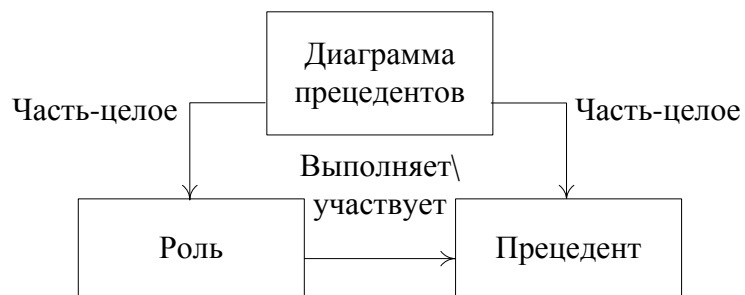 Диаграмма
прецедентов
Часть-целое
Часть-целое
Выполняет\
участвует
Роль
Прецедент